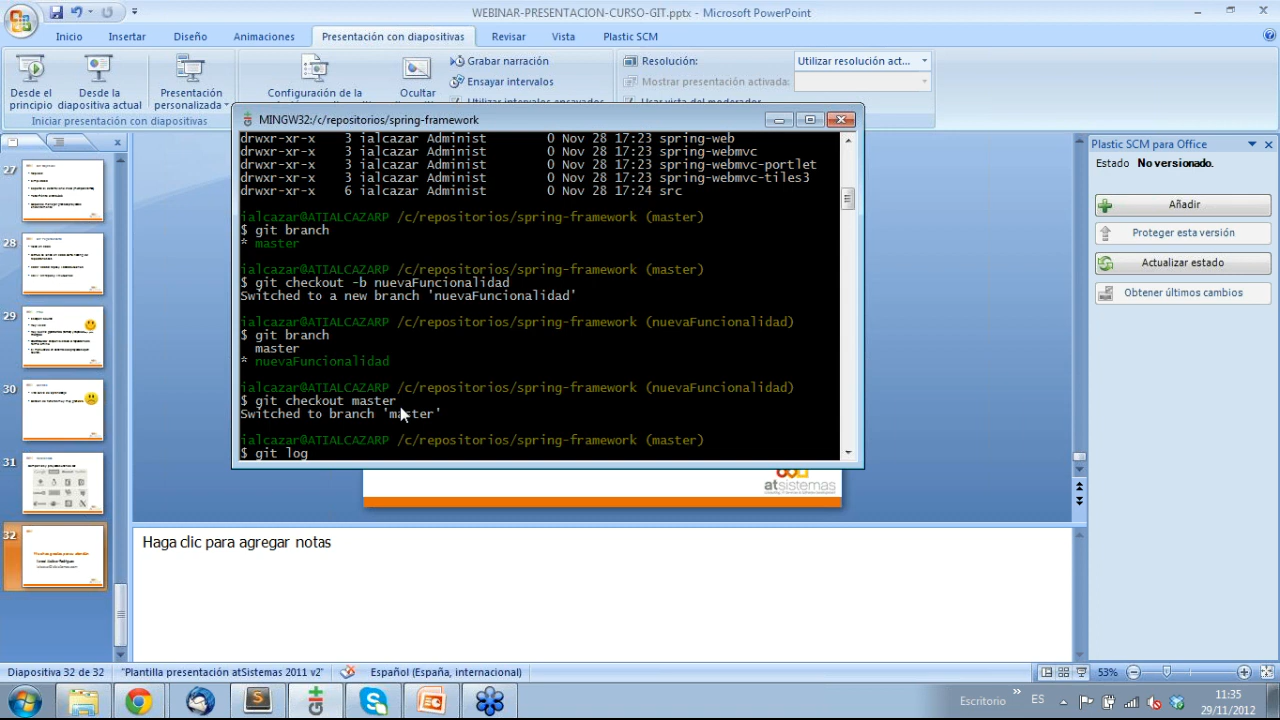 WEBINAR-PRESENTACION-CURSO-GIT.pptx - Microsoft PowerPoint
Inicio
Insertar
Diseño
Animaciones
Presentación con diapositivas
Revisar
Vista
Plastic SCM
Desde el
principio
Desde la
diapositiva actual
Presentación
personalizada
Iniciar presentación con diapositivas
Configuración de la
Ocultar
Grabar narración
Ensayar intervalos
Resolución:
Utilizar resolución act...
Mostrar presentación activada:
MINGW32:/c/repositorios/spring-framework
drwxr-xr-x 3 ialcazar Administ 0 Nov 28 17:23 spring-web
drwxr-xr-x 3 ialcazar Administ 0 Nov 28 17:23 spring-webmvc
drwxr-xr-x 3 ialcazar Administ 0 Nov 28 17:23 spring-webmvc-portlet
drwxr-xr-x 3 ialcazar Administ 0 Nov 28 17:23 spring-webmvc-tiles3
drwxr-xr-x 6 ialcazar Administ 0 Nov 28 17:24 src
ialcazar@ATIALCAZARP /c/repositorios/spring-framework (master)
$ git branch
* master
ialcazar@ATIALCAZARP /c/repositorios/spring-framework (master)
$ git checkout -b nuevaFuncionalidad
Switched to a new branch 'nuevaFuncionalidad'
ialcazar@ATIALCAZARP /c/repositorios/spring-framework (nuevaFuncionalidad)
$ git branch
master
* nuevaFuncionalidad
ialcazar@ATIALCAZARP /c/repositorios/spring-framework (nuevaFuncionalidad)
$ git checkout master
Switched to branch 'master'
ialcazar@ATIALCAZARP /c/repositorios/spring-framework (master)
$ git log
27
28
29
30
31
32
atsistemas
Haga clic para agregar notas
Plastic SCM para Office
Estado No versionado.
Añadir
Proteger esta versión
Actualizar estado
Obtener últimos cambios
Diapositiva 32 de 32
"Plantilla presentación atSistemas 2011 v2"
Español (España, internacional)
53%
Escritorio
»
ES
11:35
29/11/2012